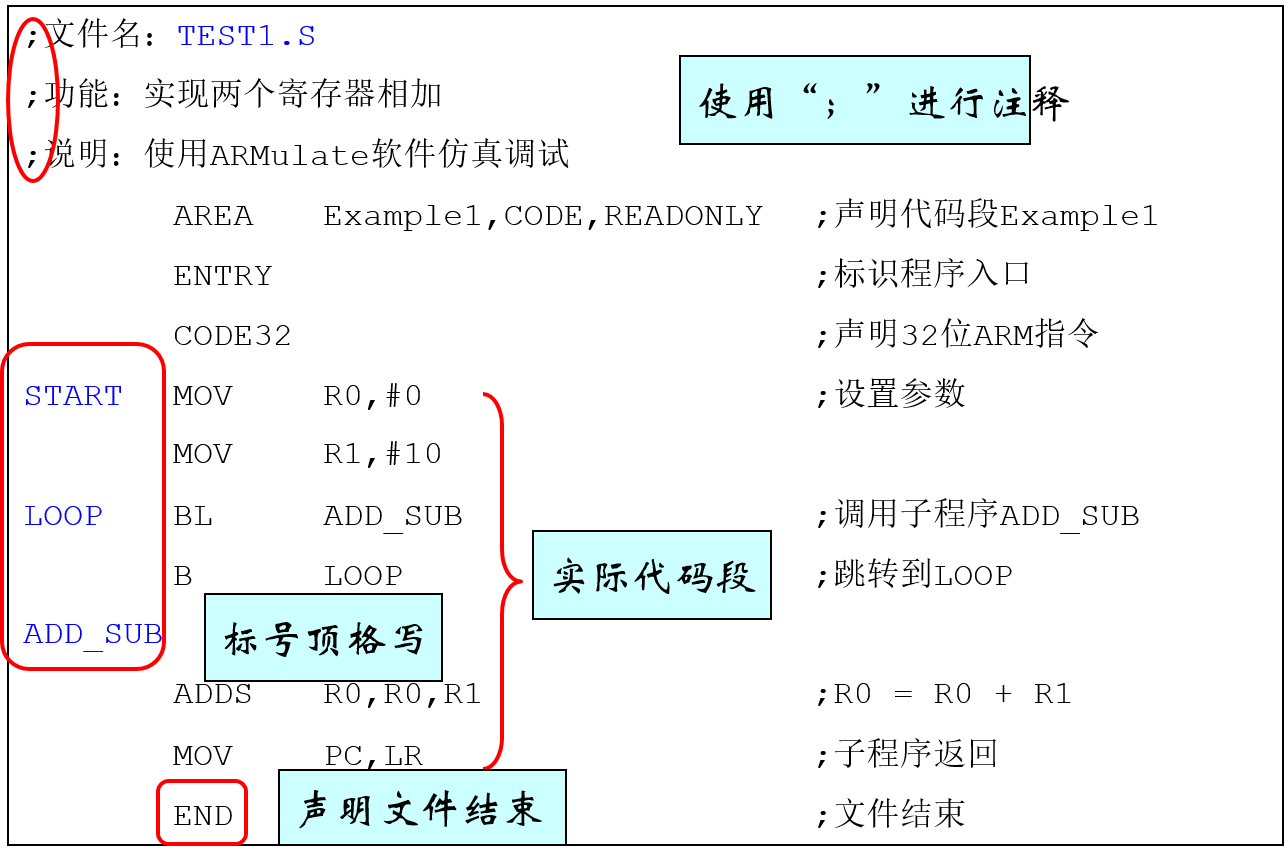 ;文件名：TEST1.S
;功能：实现两个寄存器相加
使用“；”进行注释
;说明：使用ARMulate软件仿真调试
AREA Example1,CODE,READONLY ;声明代码段Example1
ENTRY ;标识程序入口
CODE32 ;声明32位ARM指令
START MOV R0,#0 ;设置参数
MOV R1,#10
LOOP BL ADD_SUB ;调用子程序ADD_SUB
B LOOP ;跳转到LOOP
实际代码段
ADD_SUB
标号顶格写
ADDS R0,R0,R1 ;R0 = R0 + R1
MOV PC,LR ;子程序返回
END ;文件结束
声明文件结束